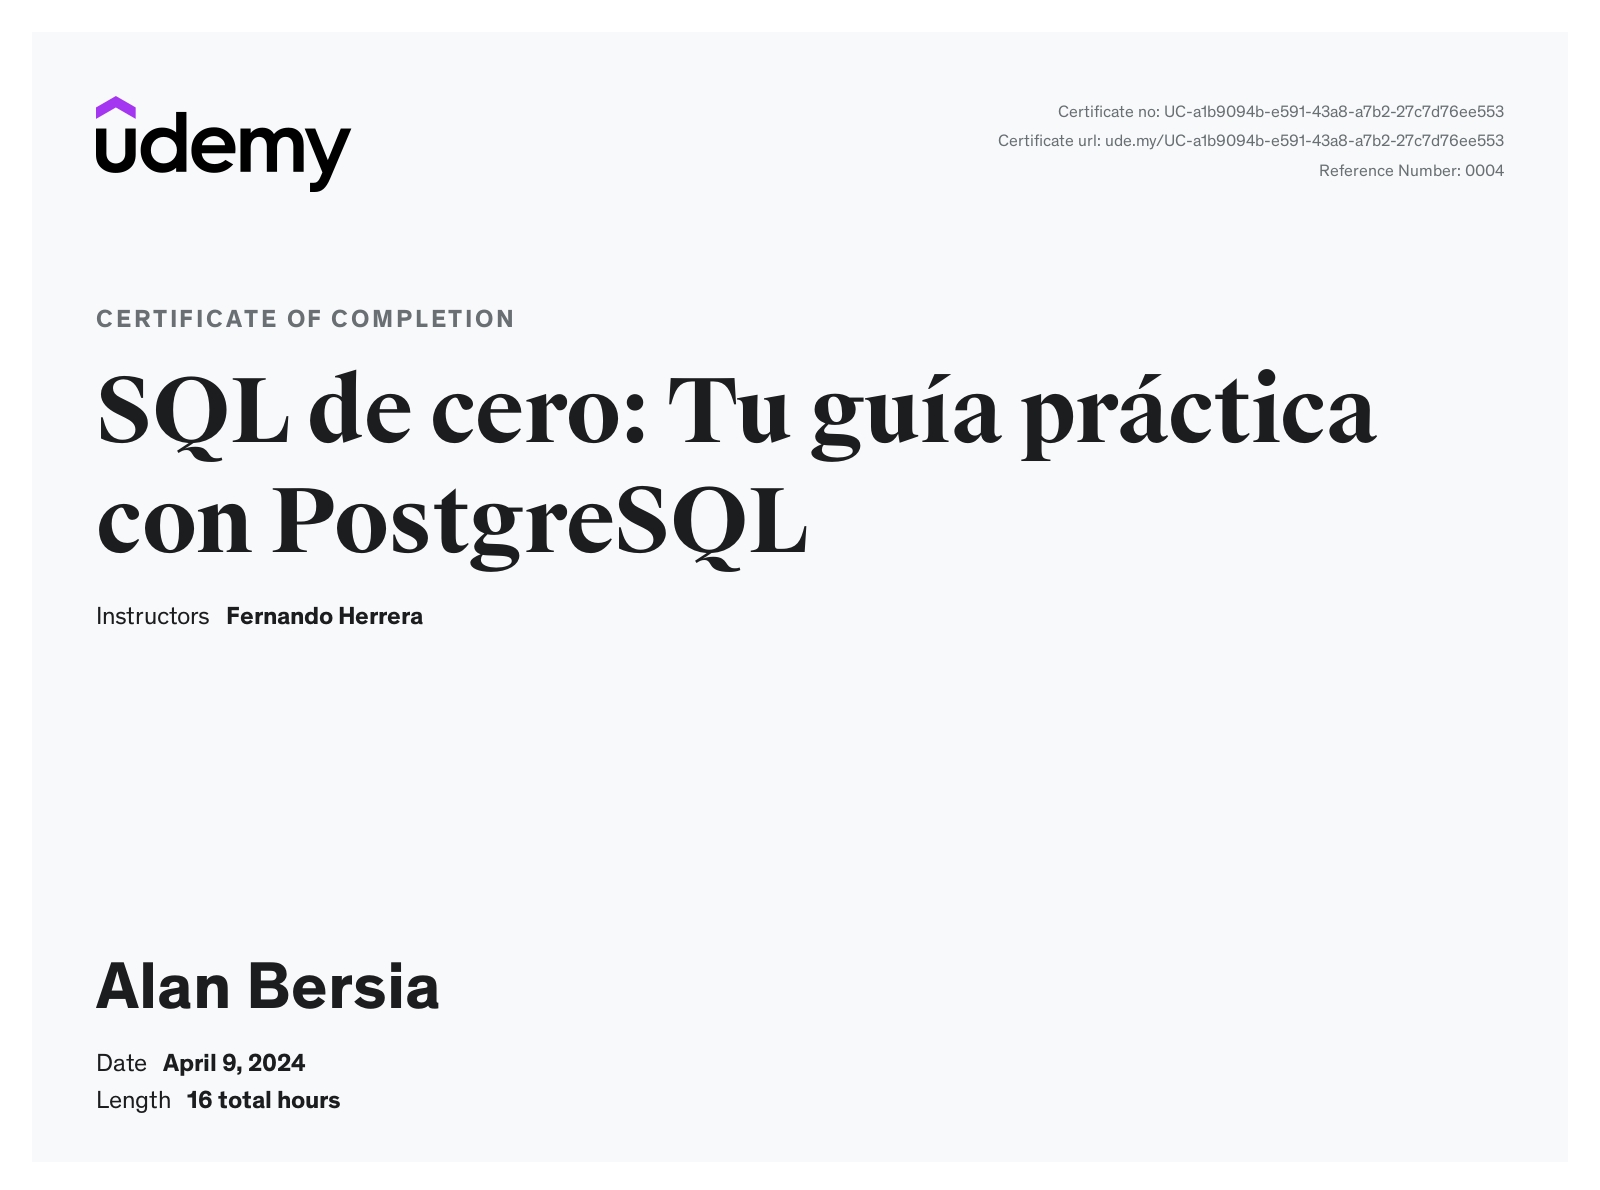 udemy
Certificate no: UC-a1b9094b-e591-43a8-a7b2-27c7d76ee553
Certificate url: ude.my/UC-a1b9094b-e591-43a8-a7b2-27c7d76ee553
Reference Number: 0004
CERTIFICATE OF COMPLETION
SQL de cero: Tu guía práctica
con PostgreSQL
Instructors Fernando Herrera
Alan Bersia
Date April 9, 2024
Length 16 total hours